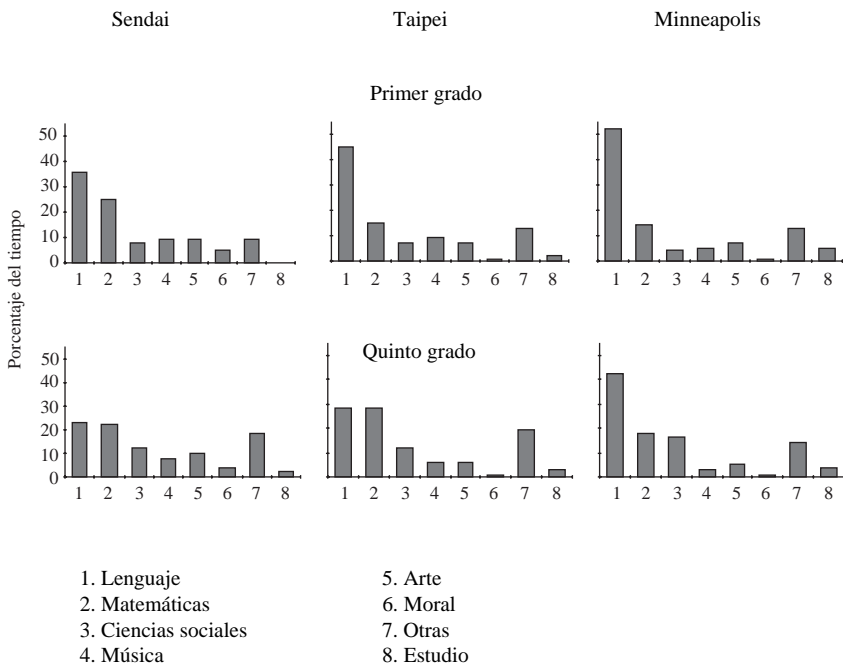 Sendai Taipei Minneapolis
Primer grado
Porcentaje del tiempo
50
40
30
20
10
0
1 2 3 4 5 6 7 8
1 2 3 4 5 6 7 8
1 2 3 4 5 6 7 8
Quinto grado
50
40
30
20
10
0
1 2 3 4 5 6 7 8
1 2 3 4 5 6 7 8
1 2 3 4 5 6 7 8
1. Lenguaje
2. Matemáticas
3. Ciencias sociales
4. Música
5. Arte
6. Moral
7. Otras
8. Estudio